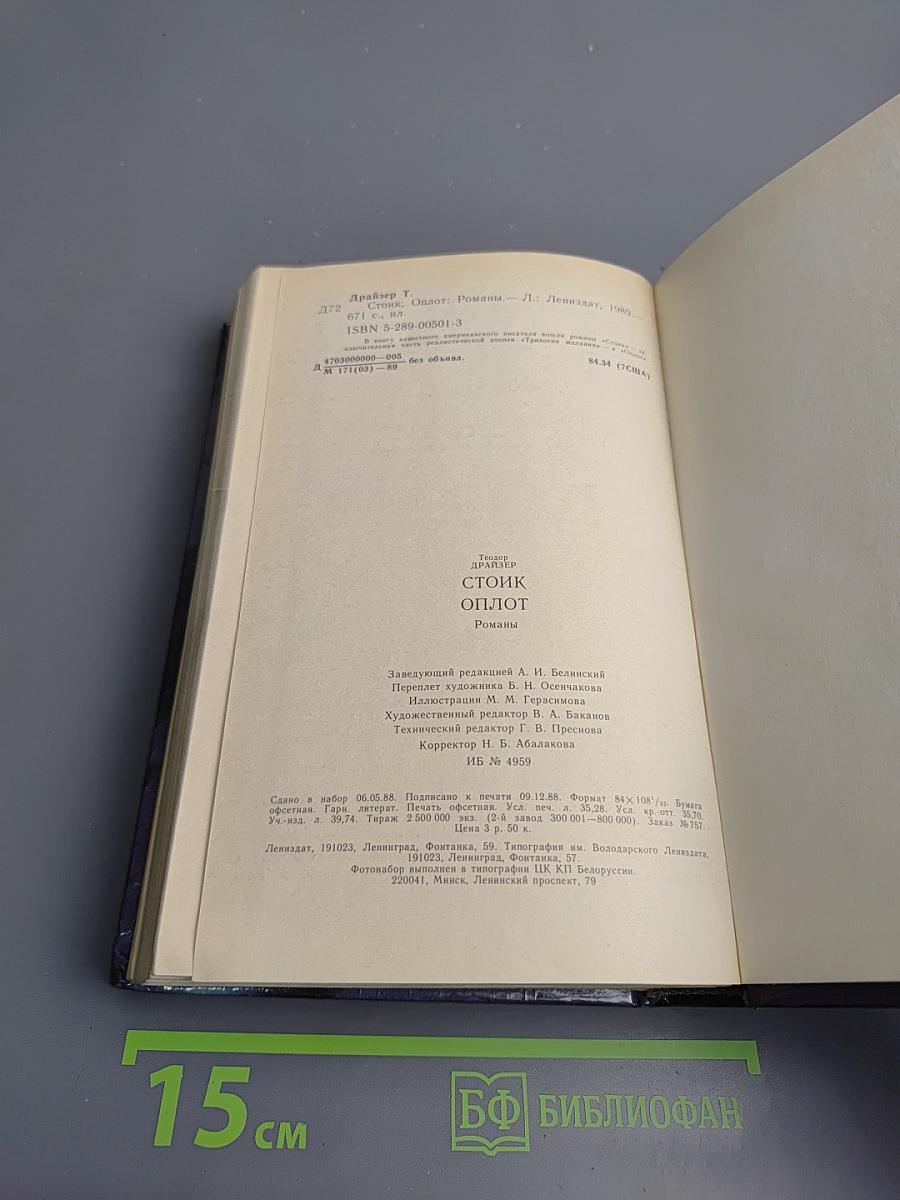 Драйзер Т.
Д72 Стоик; Оплот: Романы.— Л.: Лениздат, 1989.—
671 с., ил.
ISBN 5-289-00501-3
В книгу известного американского писателя вошли романы «Стоик» — за-
ключительная часть реалистической эпопеи «Трилогия желания» — и «Оплот».
Д 4703000000—005 без объявл. 84.34 (7США)
М 171(03)—89
Теодор
ДРАЙЗЕР
СТОИК
ОПЛОТ
Романы
Заведующий редакцией А. И. Белинский
Переплет художника Б. Н. Осенчакова
Иллюстрации М. М. Герасимова
Художественный редактор В. А. Баканов
Технический редактор Г. В. Преснова
Корректор Н. Б. Абалакова
ИБ № 4959
Сдано в набор 06.05.88. Подписано к печати 09.12.88. Формат 84×108¹/₃₂. Бумага
офсетная. Гарн. литерат. Печать офсетная. Усл. печ. л. 35,28. Усл. кр.-отт. 35,70.
Уч.-изд. л. 39,74. Тираж 2 500 000 экз. (2-й завод 300 001—800 000). Заказ № 757.
Цена 3 р. 50 к.
Лениздат, 191023, Ленинград, Фонтанка, 59. Типография им. Володарского Лениздата,
191023, Ленинград, Фонтанка, 57.
Фотонабор выполнен в типографии ЦК КП Белоруссии.
220041, Минск, Ленинский проспект, 79
15 см
БФ БИБЛИОФАН